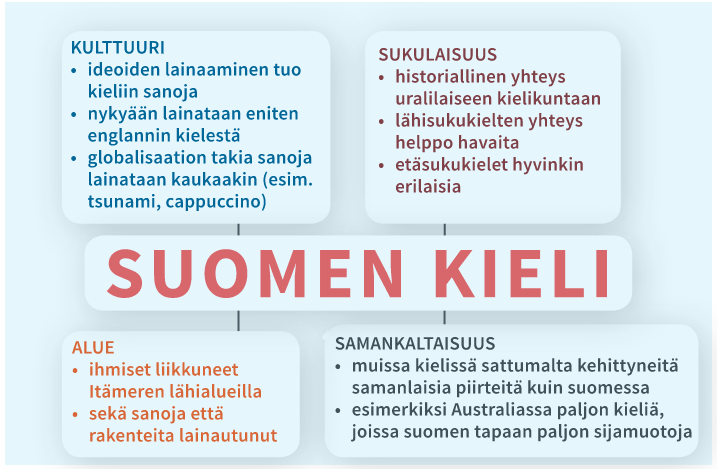 KULTTUURI
• ideoiden lainaaminen tuo
kieliin sanoja
• nykyään lainataan eniten
englannin kielestä
• globalisaation takia sanoja
lainataan kaukaakin (esim.
tsunami, cappuccino)
SUKULAISUUS
• historiallinen yhteys
uralilaiseen kielikuntaan
• lähisukukielten yhteys
helppo havaita
• etäsukukielet hyvinkin
erilaisia
SUOMEN KIELI
ALUE
• ihmiset liikkuneet
Itämeren lähialueilla
• sekä sanoja että
rakenteita lainautunut
SAMANKALTAISUUS
• muissa kielissä sattumalta kehittyneitä
samanlaisia piirteitä kuin suomessa
• esimerkiksi Australiassa paljon kieliä,
joissa suomen tapaan paljon sijamuotoja